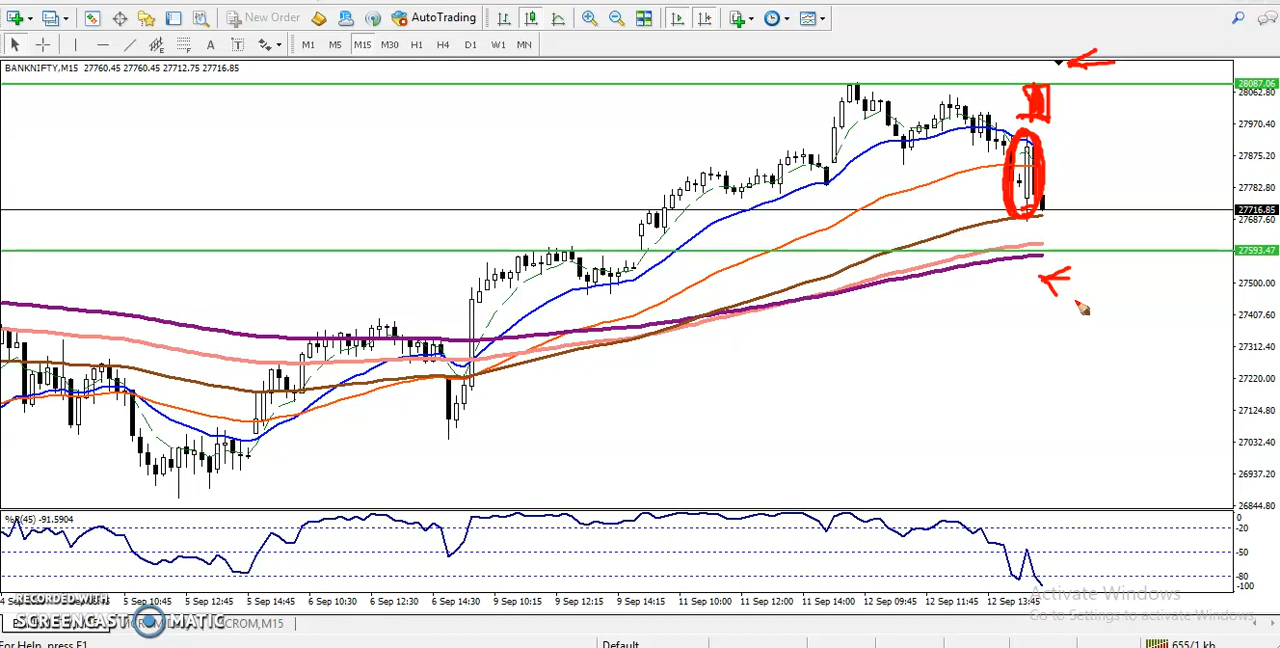 New Order AutoTrading
A T M1 M5 M15 M30 H1 H4 D1 W1 MN
BANKNIFTY,M15 27760.45 27760.45 27712.75 27716.85
28087.06
28062.80
27970.40
27875.20
27782.80
27716.85
27687.60
27593.47
27500.00
27407.60
27312.40
27220.00
27124.80
27032.40
26937.20
26844.80
%R(45) -91.5904
0
-20
-50
-80
-100
5 Sep 10:45 5 Sep 12:45 5 Sep 14:45 6 Sep 10:30 6 Sep 12:30 6 Sep 14:30 9 Sep 10:15 9 Sep 12:15 9 Sep 14:15 11 Sep 10:00 11 Sep 12:00 11 Sep 14:00 12 Sep 09:45 12 Sep 11:45 12 Sep 13:45
Activate Windows
Go to Settings to activate Windows.
RECORDED WITH
SCREENCAST MATIC
CROM,M15
For Help, press F1 Default 655/1 kb